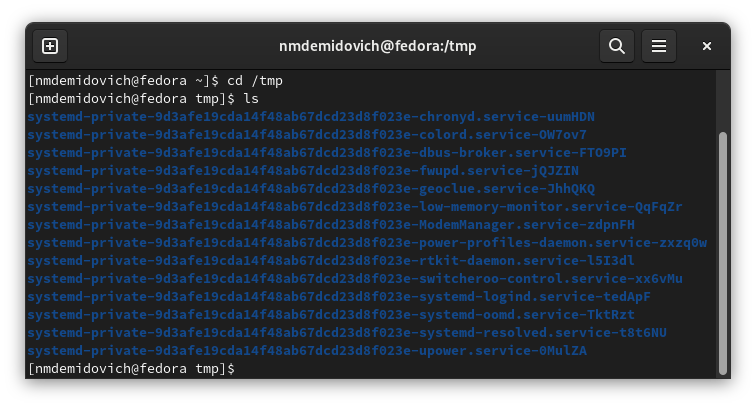 nmdemidovich@fedora:/tmp
[nmdemidovich@fedora ~]$ cd /tmp
[nmdemidovich@fedora tmp]$ ls
systemd-private-9d3afe19cda14f48ab67dcd23d8f023e-chronyd.service-uumHDN
systemd-private-9d3afe19cda14f48ab67dcd23d8f023e-colord.service-OW7ov7
systemd-private-9d3afe19cda14f48ab67dcd23d8f023e-dbus-broker.service-FTO9PI
systemd-private-9d3afe19cda14f48ab67dcd23d8f023e-fwupd.service-jQJZIN
systemd-private-9d3afe19cda14f48ab67dcd23d8f023e-geoclue.service-JhhQKQ
systemd-private-9d3afe19cda14f48ab67dcd23d8f023e-low-memory-monitor.service-QqFqZr
systemd-private-9d3afe19cda14f48ab67dcd23d8f023e-ModemManager.service-zdpnFH
systemd-private-9d3afe19cda14f48ab67dcd23d8f023e-power-profiles-daemon.service-zxzq0w
systemd-private-9d3afe19cda14f48ab67dcd23d8f023e-rtkit-daemon.service-l5I3dl
systemd-private-9d3afe19cda14f48ab67dcd23d8f023e-switcheroo-control.service-xx6vMu
systemd-private-9d3afe19cda14f48ab67dcd23d8f023e-systemd-logind.service-tedApF
systemd-private-9d3afe19cda14f48ab67dcd23d8f023e-systemd-oomd.service-TktRzt
systemd-private-9d3afe19cda14f48ab67dcd23d8f023e-systemd-resolved.service-t8t6NU
systemd-private-9d3afe19cda14f48ab67dcd23d8f023e-upower.service-0MulZA
[nmdemidovich@fedora tmp]$